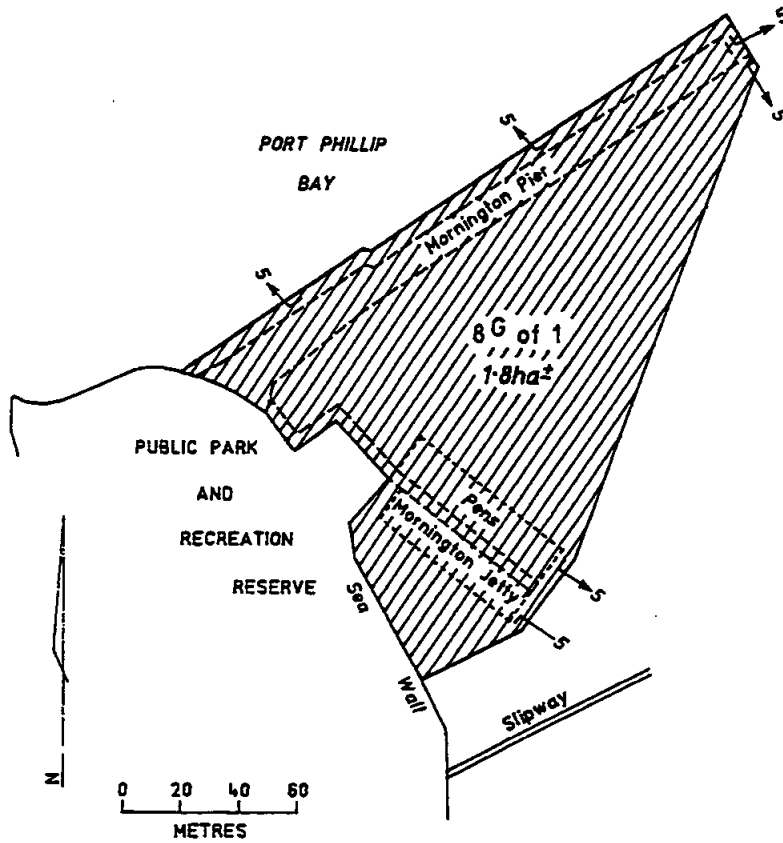 5
5
5
PORT PHILLIP
BAY
Mornington Pier
5
8 G of 1
1·8ha±
PUBLIC PARK
AND
RECREATION
RESERVE
Pens
Mornington Jetty
5
5
Sea
Wall
Slipway
N
0 20 40 60
METRES